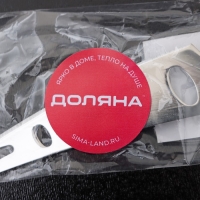 ЯРКО В ДОМЕ, ТЕПЛО НА ДУШЕ
ДОЛЯНА
SIMA-LAND.RU